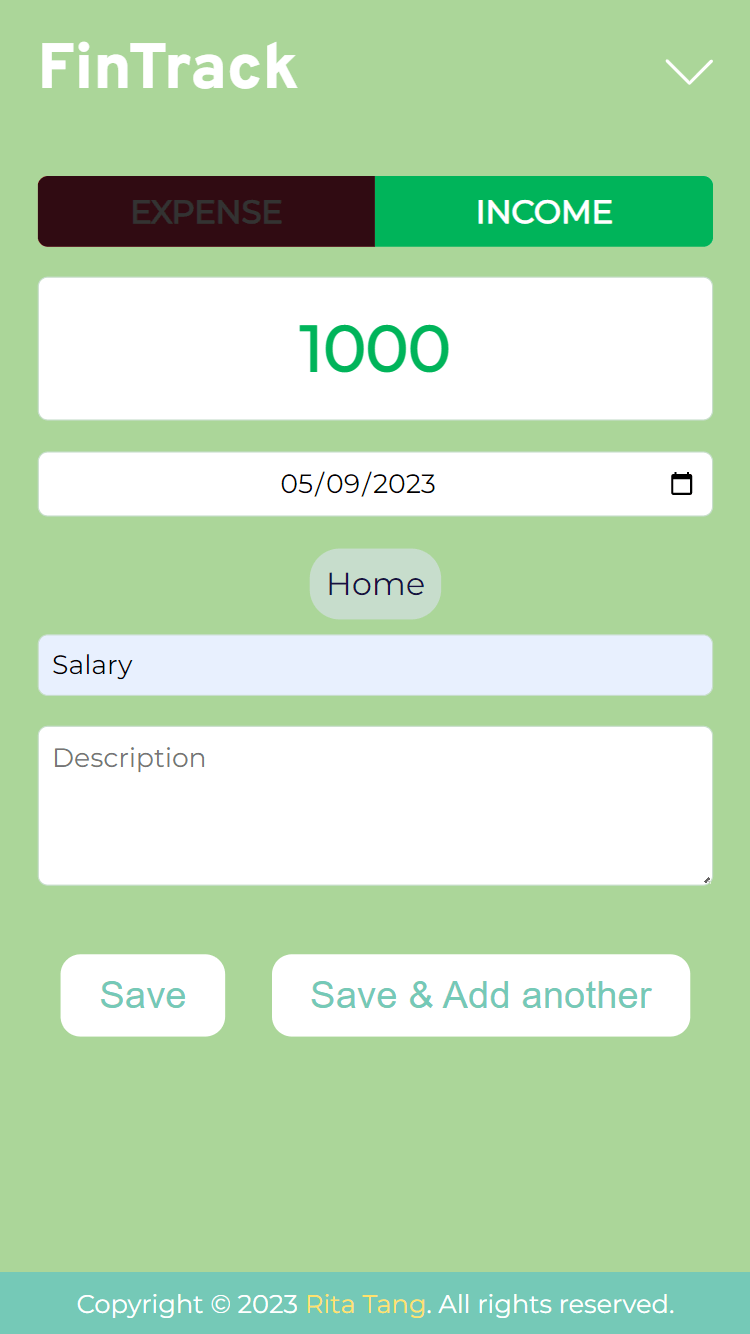 FinTrack
EXPENSE INCOME
1000
05/09/2023
Home
Salary
Description
Save Save & Add another
Copyright © 2023 Rita Tang. All rights reserved.